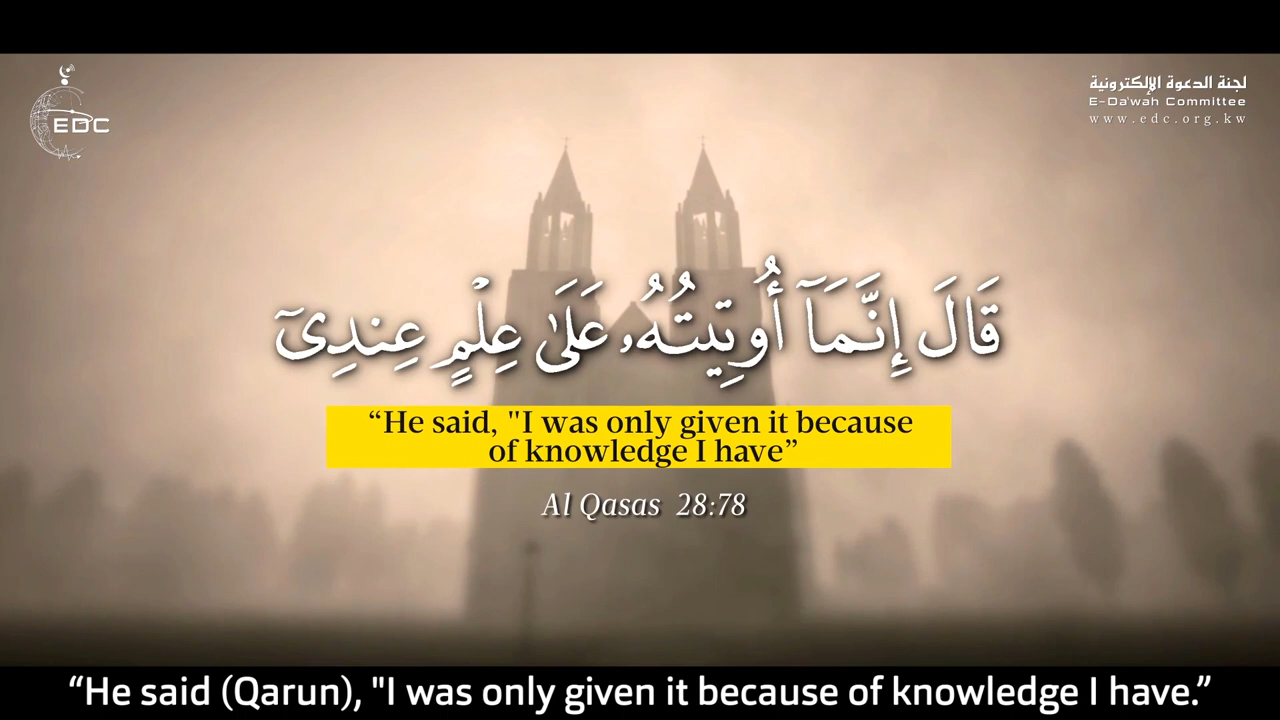 EDC
لجنة الدعوة الإلكترونية
E-Da'wah Committee
www.edc.org.kw
قَالَ إِنَّمَآ أُوتِيتُهُۥ عَلَىٰ عِلْمٍ عِندِىٓ
“He said, "I was only given it because
of knowledge I have”
Al Qasas 28:78
“He said (Qarun), "I was only given it because of knowledge I have.”